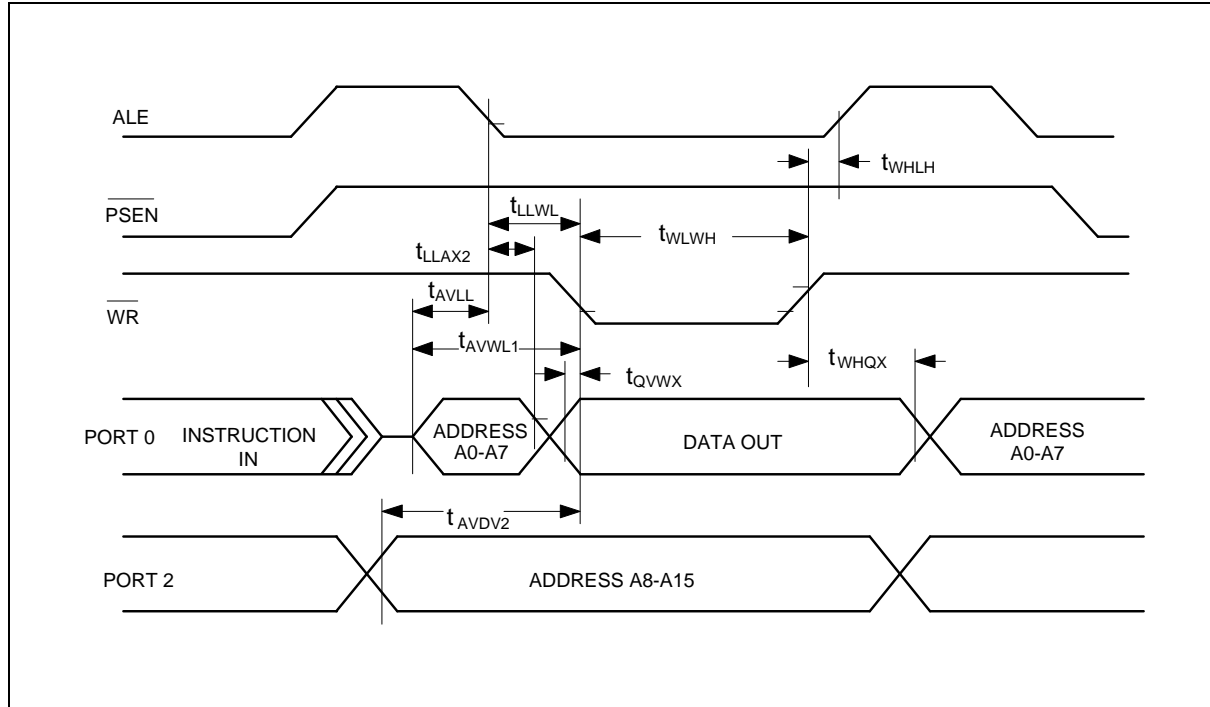 ALE
tWHLH
PSEN
tLLWL
tWLWH
tLLAX2
tAVLL
WR
tAVWL1
tWHQX
tQVWX
PORT 0
INSTRUCTION
IN
ADDRESS
A0-A7
DATA OUT
ADDRESS
A0-A7
tAVDV2
PORT 2
ADDRESS A8-A15